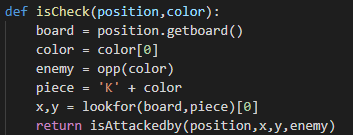 def isCheck(position,color):
    board = position.getboard()
    color = color[0]
    enemy = opp(color)
    piece = 'K' + color
    x,y = lookfor(board,piece)[0]
    return isAttackedby(position,x,y,enemy)